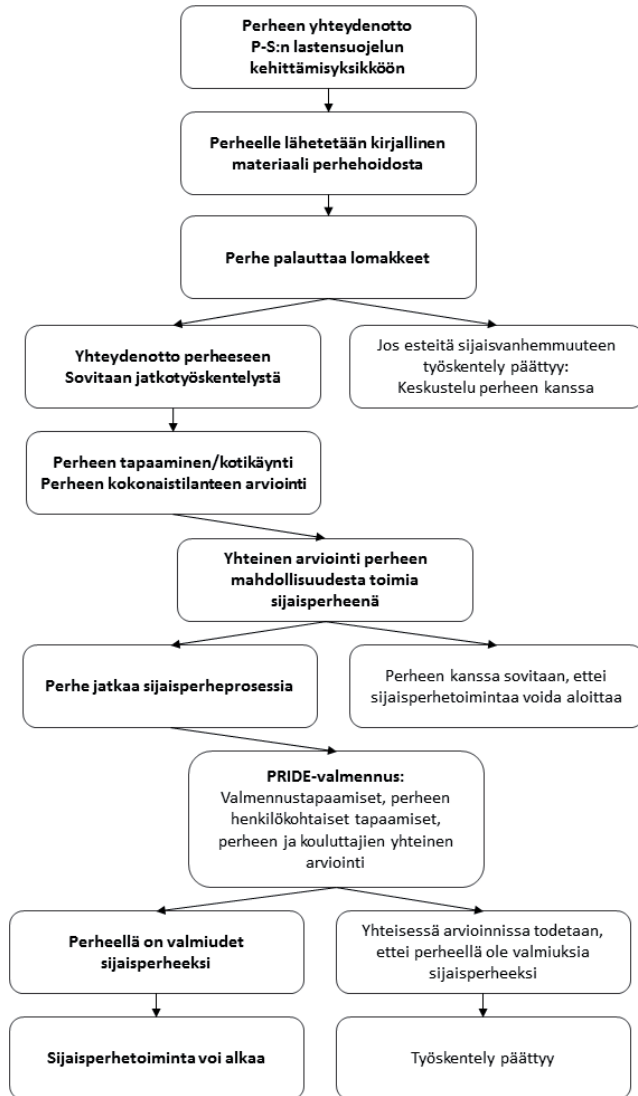 Perheen yhteydenotto
P-S:n lastensuojelun
kehittämisyksikköön
Perheelle lähetetään kirjallinen
materiaali perhehoidosta
Perhe palauttaa lomakkeet
Yhteydenotto perheeseen
Sovitaan jatkotyöskentelystä
Jos esteitä sijaisvanhemmuuteen
työskentely päättyy:
Keskustelu perheen kanssa
Perheen tapaaminen/kotikäynti
Perheen kokonaistilanteen arviointi
Yhteinen arviointi perheen
mahdollisuudesta toimia
sijaisperheenä
Perhe jatkaa sijaisperheprosessia
Perheen kanssa sovitaan, ettei
sijaisperhetoimintaa voida aloittaa
PRIDE-valmennus:
Valmennustapaamiset, perheen
henkilökohtaiset tapaamiset,
perheen ja kouluttajien yhteinen
arviointi
Perheellä on valmiudet
sijaisperheeksi
Yhteisessä arvioinnissa todetaan,
ettei perheellä ole valmiuksia
sijaisperheeksi
Sijaisperhetoiminta voi alkaa
Työskentely päättyy